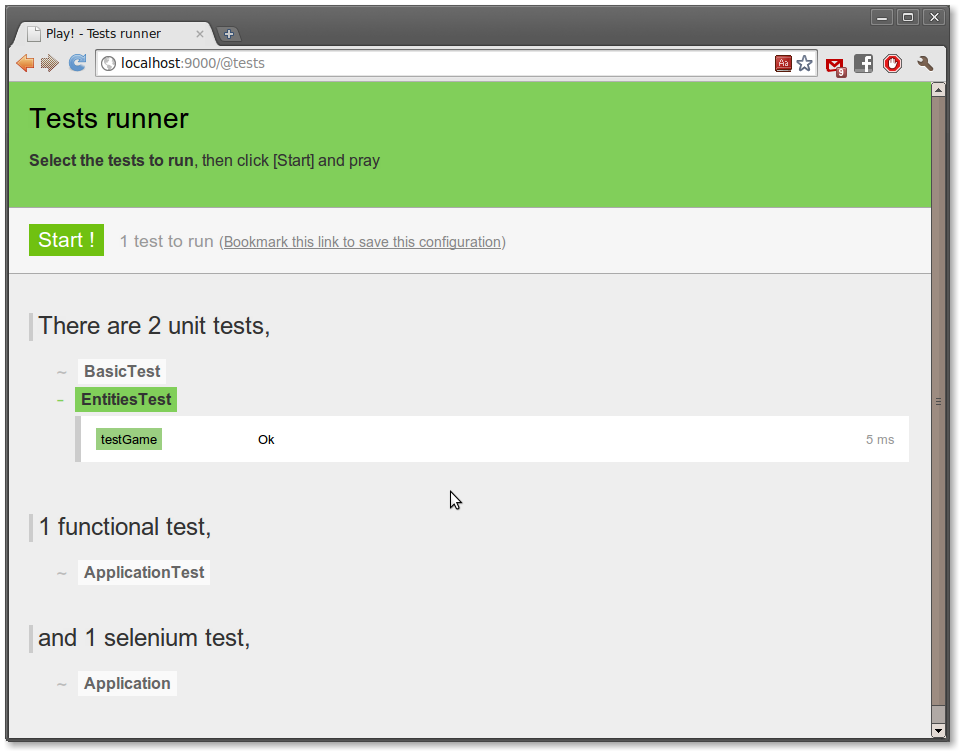 Play! - Tests runner
localhost:9000/@tests
Aa
9
Tests runner
Select the tests to run, then click [Start] and pray
Start ! 1 test to run (Bookmark this link to save this configuration)
There are 2 unit tests,
~ BasicTest
- EntitiesTest
testGame Ok 5 ms
1 functional test,
~ ApplicationTest
and 1 selenium test,
~ Application